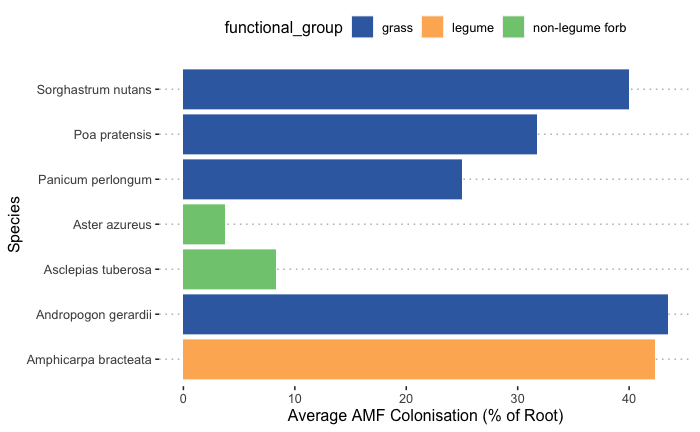 functional_group grass legume non-legume forb
Sorghastrum nutans
Poa pratensis
Panicum perlongum
Aster azureus
Asclepias tuberosa
Andropogon gerardii
Amphicarpa bracteata
Species
0 10 20 30 40
Average AMF Colonisation (% of Root)